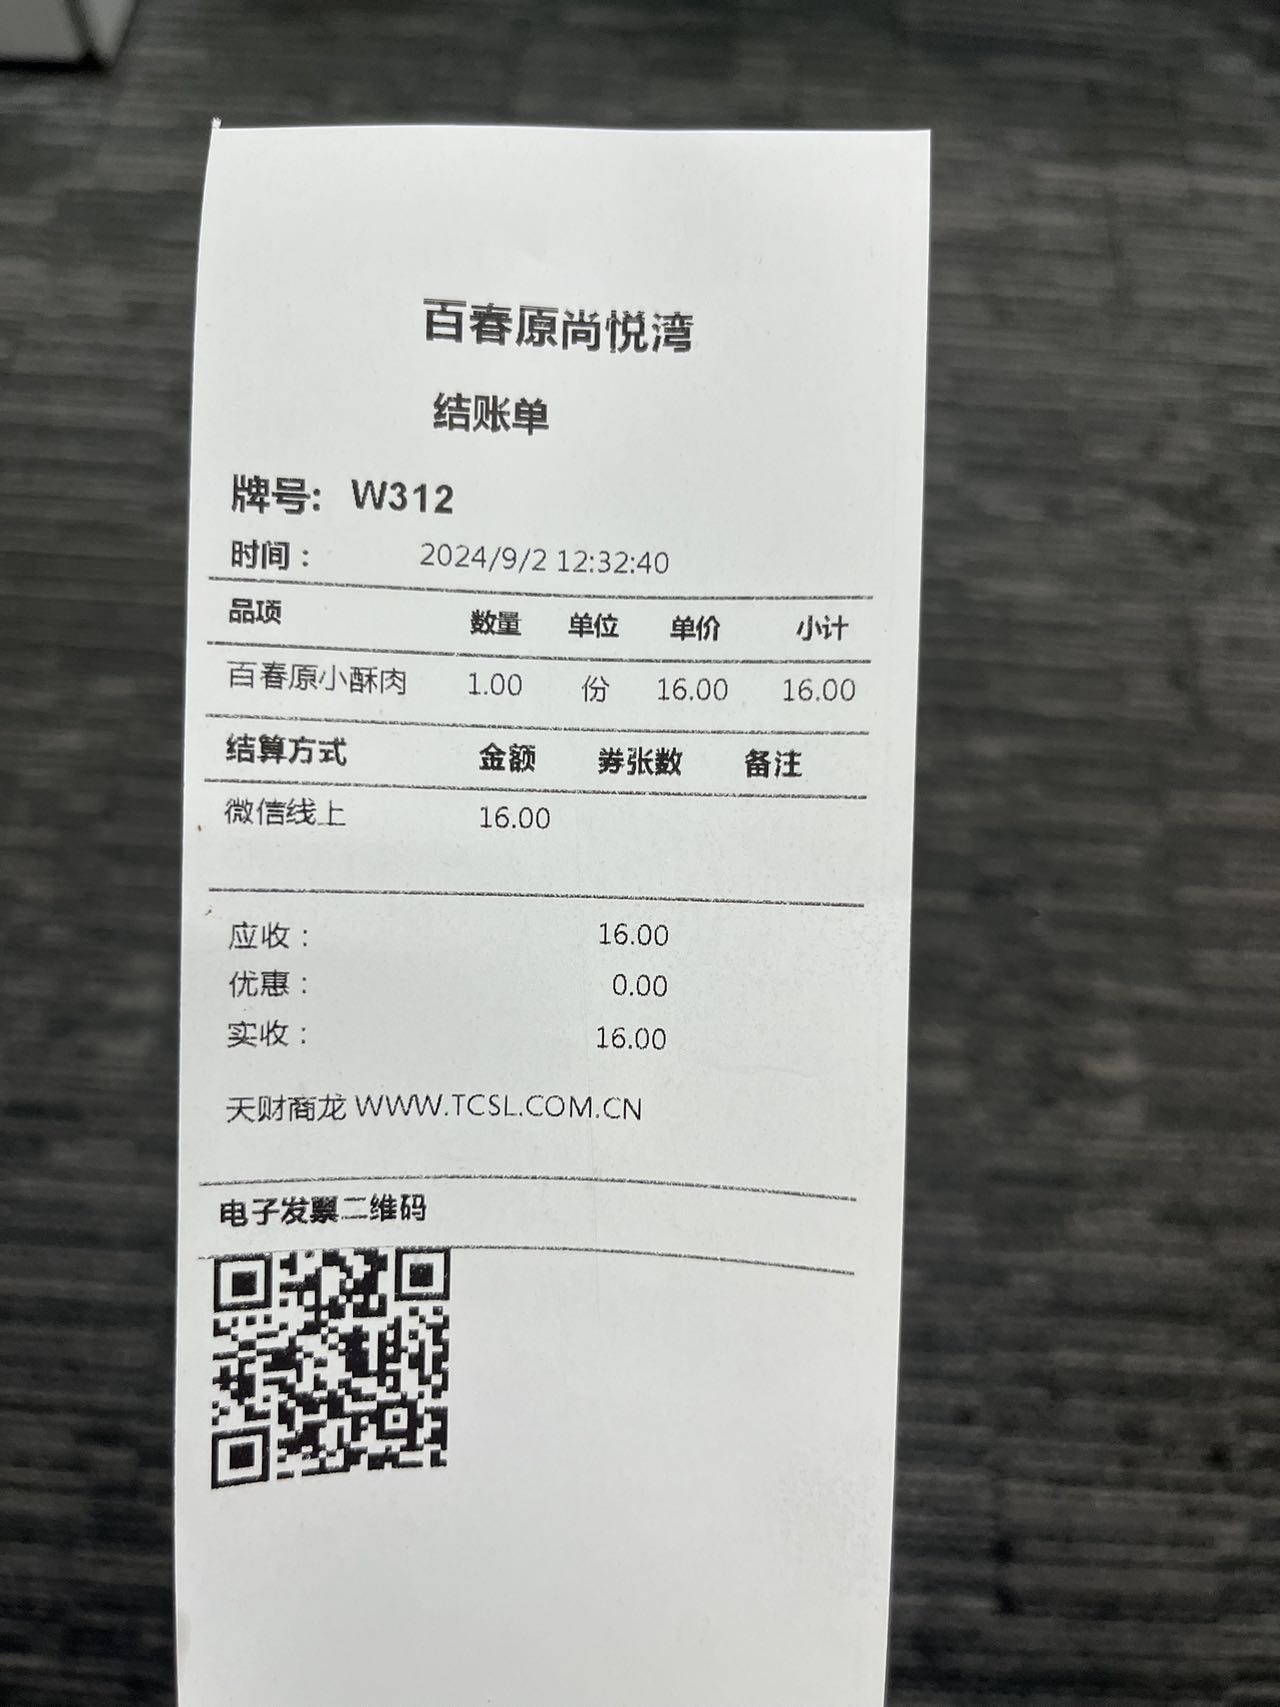 百春原尚悦湾
结账单
牌号: W312
时间： 2024/9/2 12:32:40
品项 数量 单位 单价 小计
百春原小酥肉 1.00 份 16.00 16.00
结算方式 金额 券张数 备注
微信线上 16.00
应收： 16.00
优惠： 0.00
实收： 16.00
天财商龙 WWW.TCSL.COM.CN
电子发票二维码